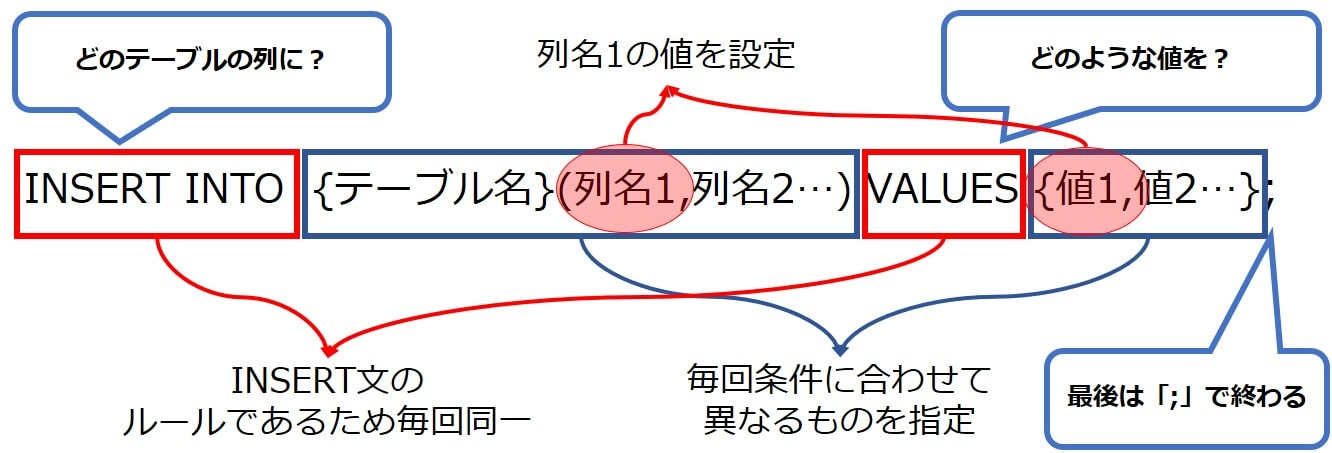 どのテーブルの列に？
列名1の値を設定
どのような値を？
INSERT INTO {テーブル名}(列名1,列名2…) VALUES {値1,値2…};
INSERT文の
ルールであるため毎回同一
毎回条件に合わせて
異なるものを指定
最後は「;」で終わる